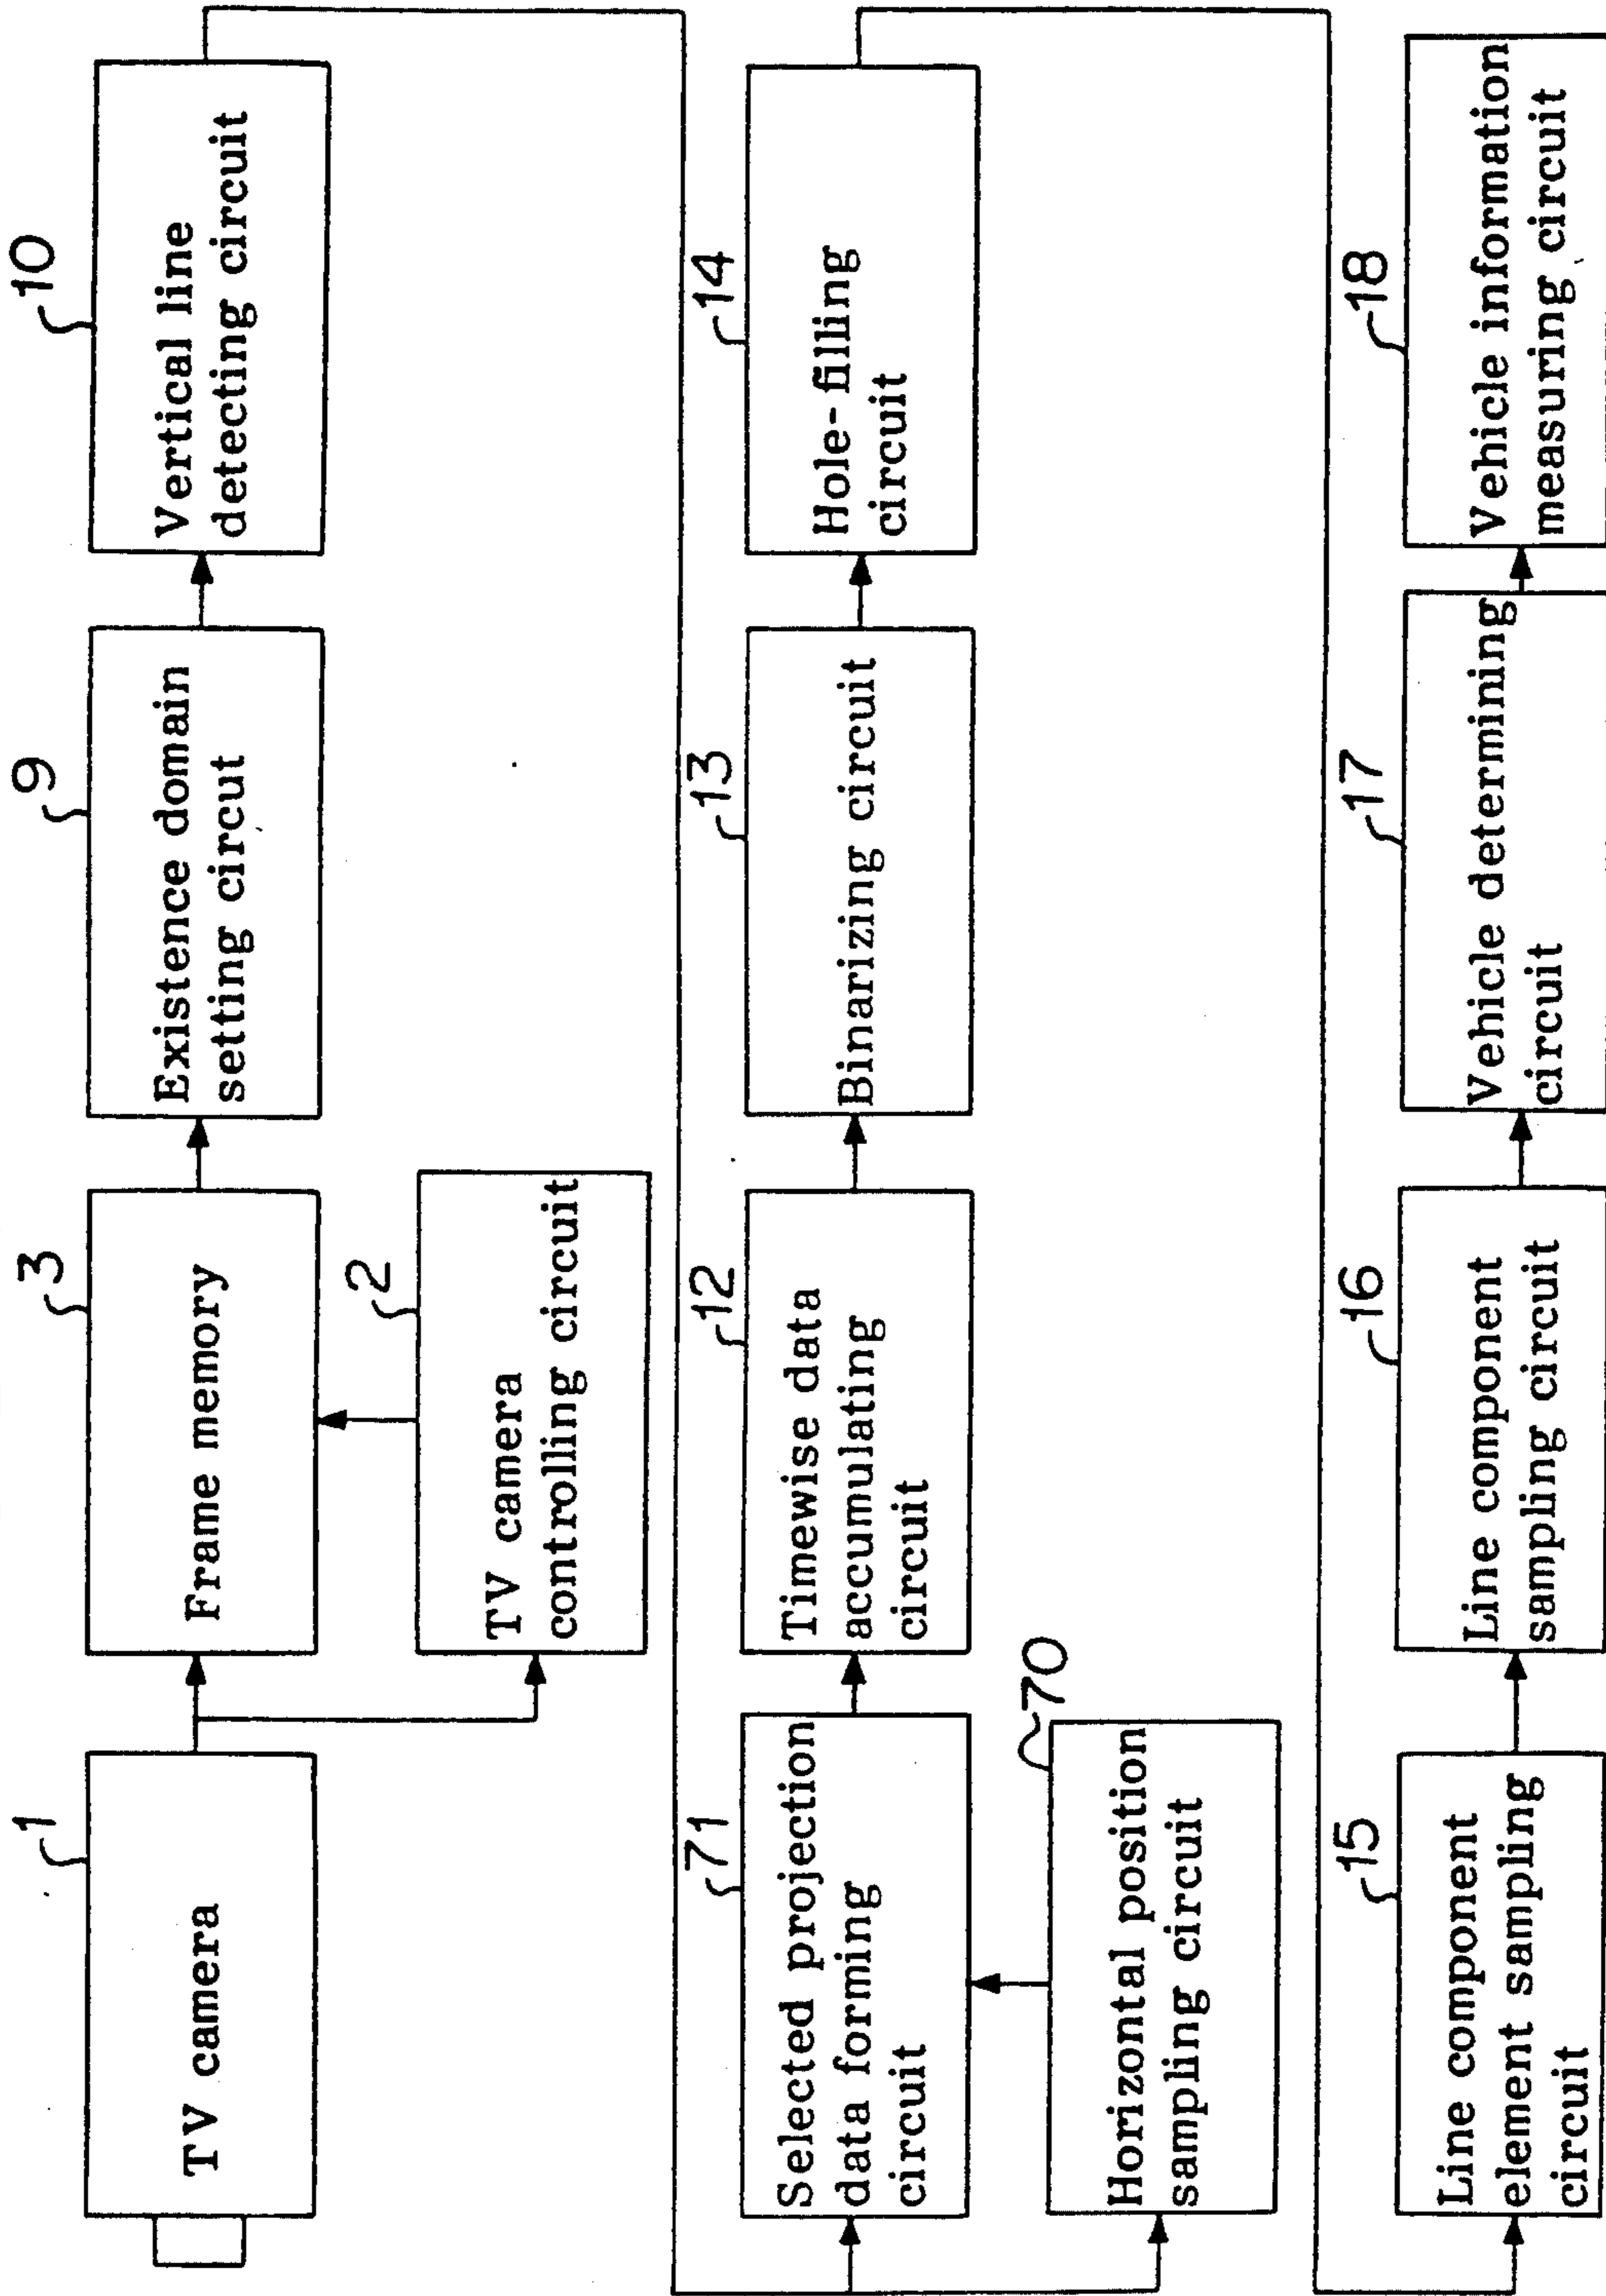 1
TV camera
3
Frame memory
2
TV camera
controlling circuit
9
Existence domain
setting circut
10
Vertical line
detecting circuit
71
Selected projection
data forming
circuit
70
Horizontal position
sampling circuit
12
Timewise data
accumulating
circuit
13
Binarizing circuit
14
Hole-filling
circuit
15
Line component
element sampling
circuit
16
Line component
sampling circuit
17
Vehicle determining
circuit
18
Vehicle information
measuring circuit